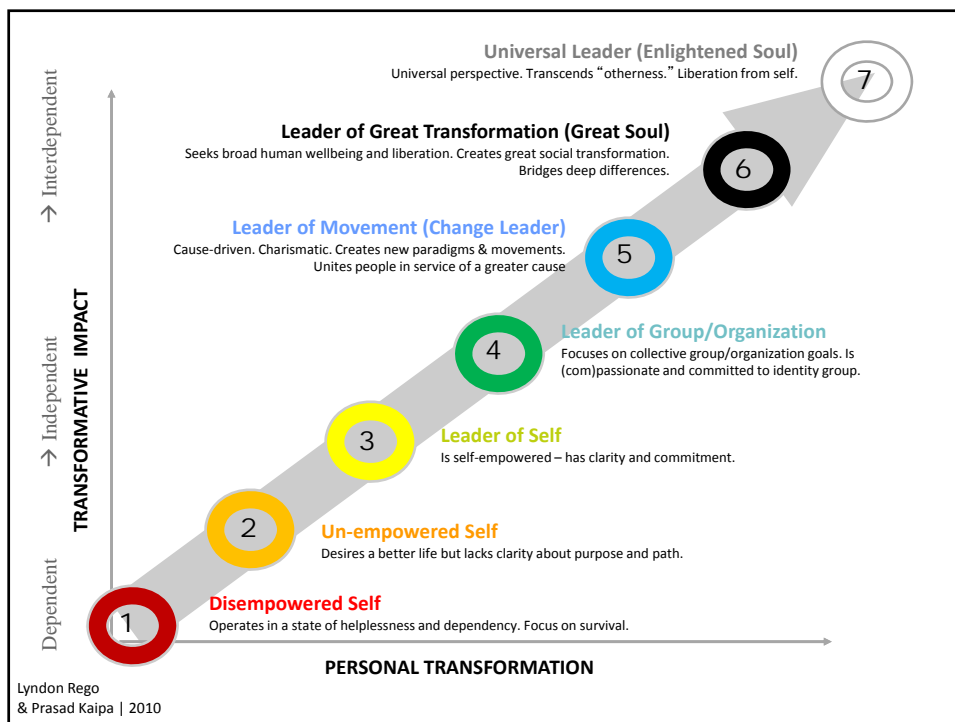 Universal Leader (Enlightened Soul)
Universal perspective. Transcends “otherness.” Liberation from self.
7
Leader of Great Transformation (Great Soul)
Seeks broad human wellbeing and liberation. Creates great social transformation.
Bridges deep differences.
6
Leader of Movement (Change Leader)
Cause-driven. Charismatic. Creates new paradigms & movements.
Unites people in service of a greater cause
5
Leader of Group/Organization
Focuses on collective group/organization goals. Is
(com)passionate and committed to identity group.
4
Leader of Self
Is self-empowered – has clarity and commitment.
3
Un-empowered Self
Desires a better life but lacks clarity about purpose and path.
2
Disempowered Self
Operates in a state of helplessness and dependency. Focus on survival.
1
TRANSFORMATIVE IMPACT
Dependent
→ Independent
→ Interdependent
PERSONAL TRANSFORMATION
Lyndon Rego
& Prasad Kaipa | 2010